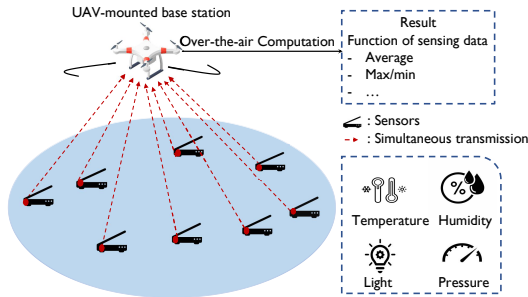 UAV-mounted base station
Over-the-air Computation
Result
Function of sensing data
- Average
- Max/min
- ...
: Sensors
: Simultaneous transmission
%
Temperature Humidity
Light Pressure